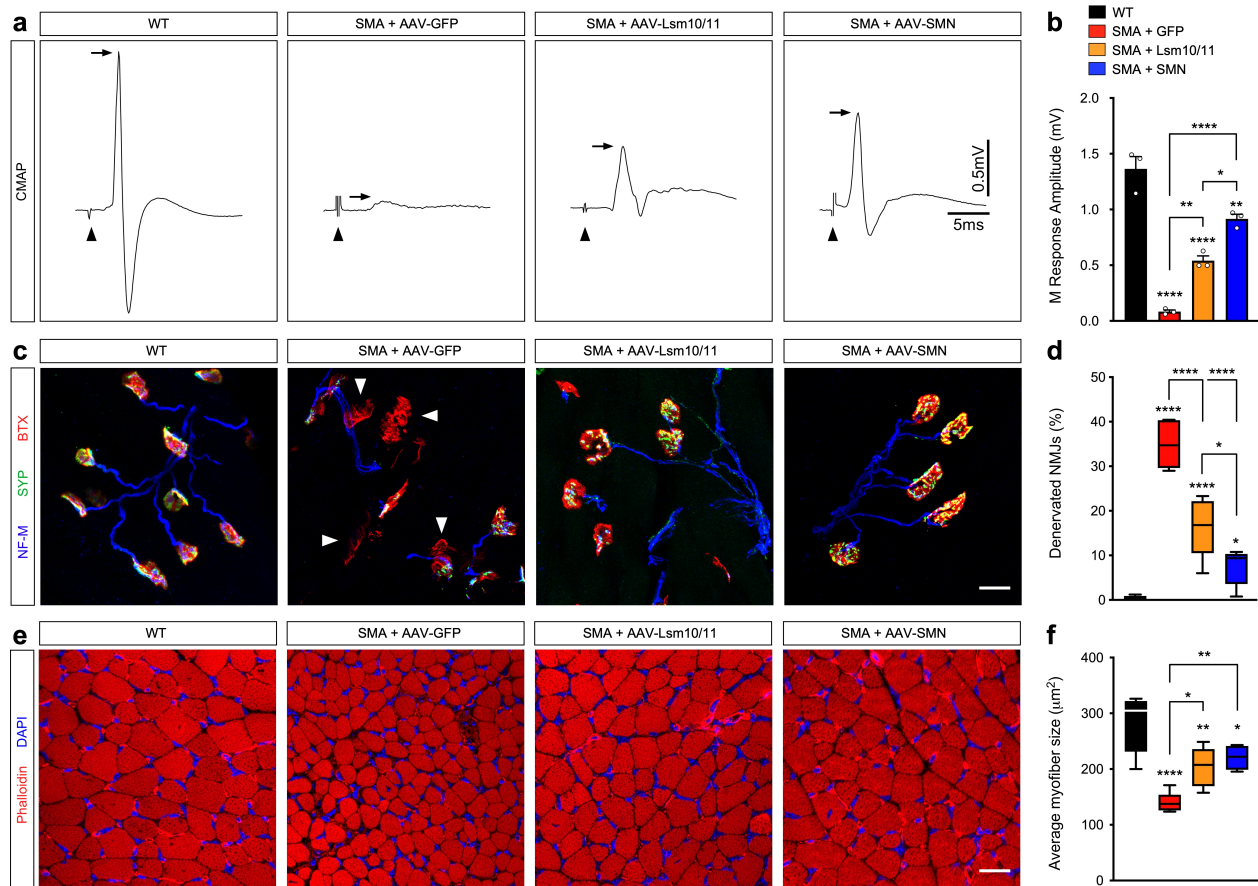 a
WT
SMA + AAV-GFP
SMA + AAV-Lsm10/11
SMA + AAV-SMN
CMAP
0.5mV
5ms
b
WT
SMA + GFP
SMA + Lsm10/11
SMA + SMN
M Response Amplitude (mV)
2.0
1.5
1.0
0.5
0.0
****
*
**
**
****
****
c
WT
SMA + AAV-GFP
SMA + AAV-Lsm10/11
SMA + AAV-SMN
NF-M SYP BTX
d
Denervated NMJs (%)
50
40
30
20
10
0
**** ****
****
*
****
*
e
WT
SMA + AAV-GFP
SMA + AAV-Lsm10/11
SMA + AAV-SMN
Phalloidin DAPI
f
Average myofiber size (μm2)
400
300
200
100
0
**
*
** *
****